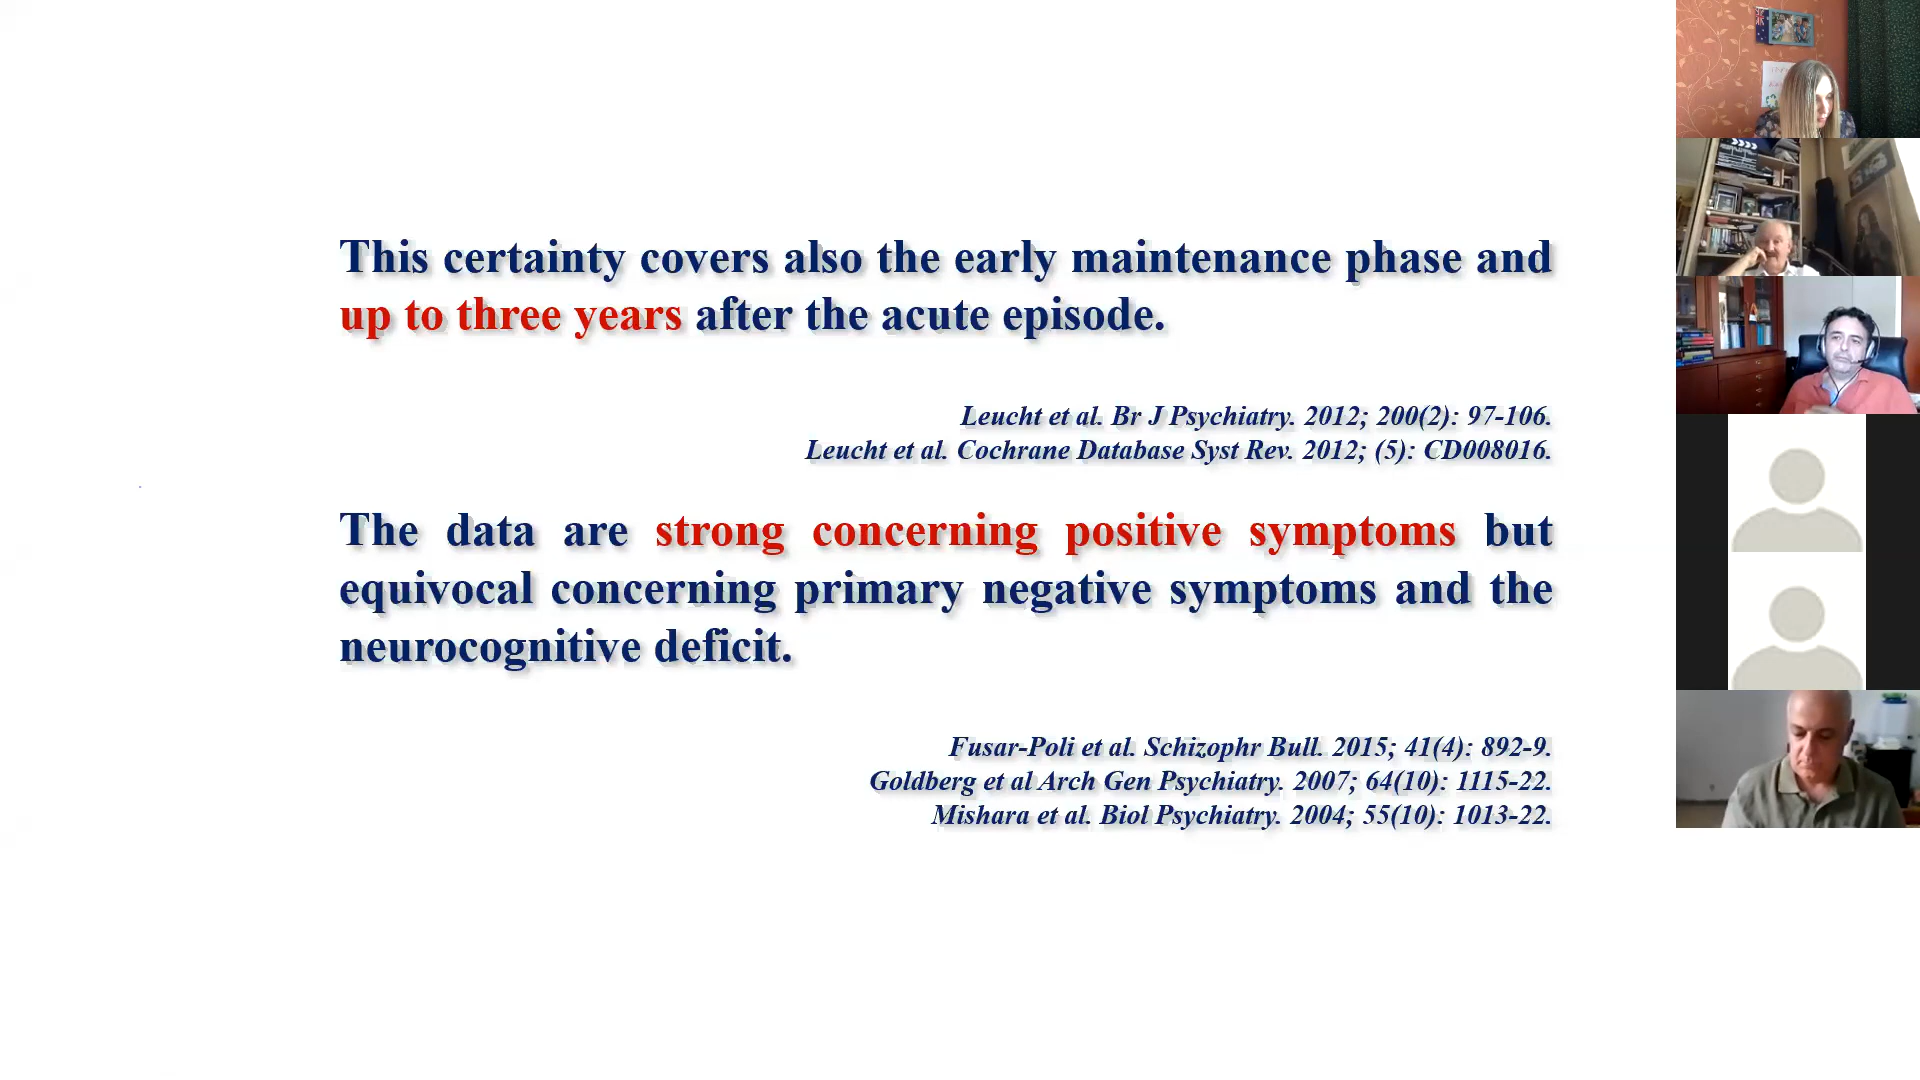 This certainty covers also the early maintenance phase and
up to three years after the acute episode.
Leucht et al. Br J Psychiatry. 2012; 200(2): 97-106.
Leucht et al. Cochrane Database Syst Rev. 2012; (5): CD008016.
The data are strong concerning positive symptoms but
equivocal concerning primary negative symptoms and the
neurocognitive deficit.
Fusar-Poli et al. Schizophr Bull. 2015; 41(4): 892-9.
Goldberg et al Arch Gen Psychiatry. 2007; 64(10): 1115-22.
Mishara et al. Biol Psychiatry. 2004; 55(10): 1013-22.